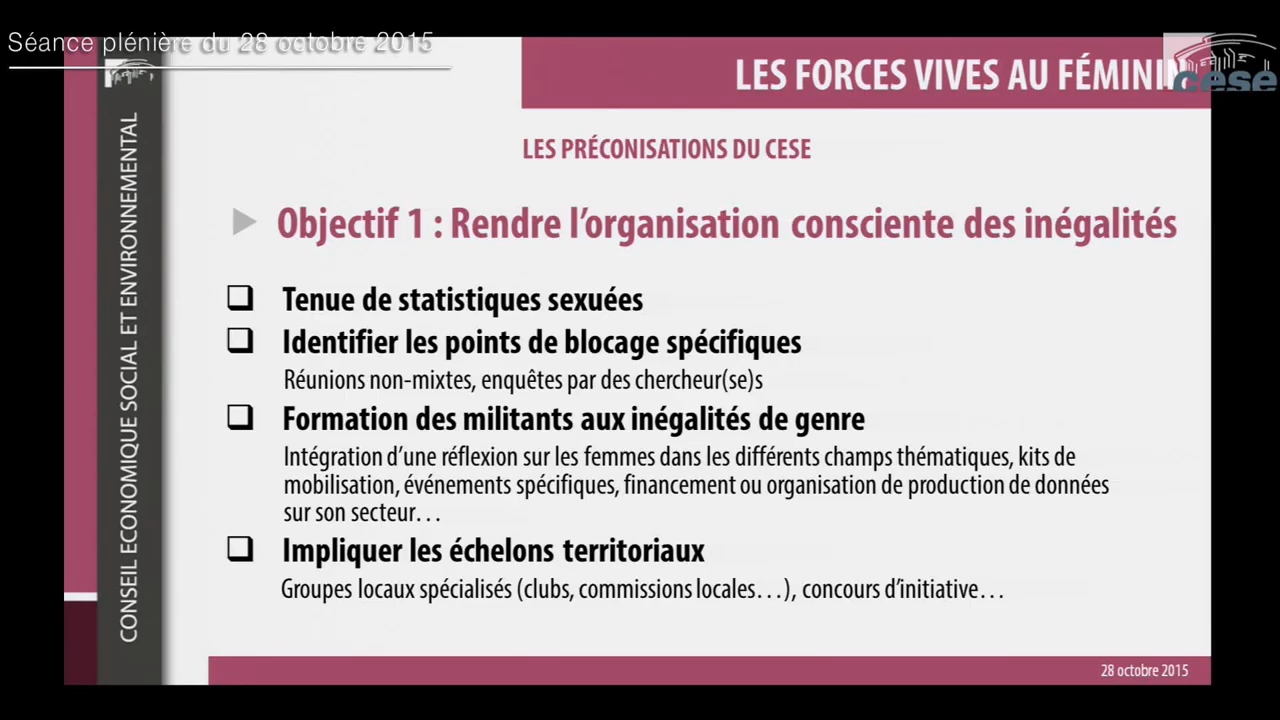 Séance plénière du 28 octobre 2015
LES FORCES VIVES AU FÉMININ
cese
CONSEIL ECONOMIQUE SOCIAL ET ENVIRONNEMENTAL
LES PRÉCONISATIONS DU CESE
Objectif 1 : Rendre l’organisation consciente des inégalités
Tenue de statistiques sexuées
Identifier les points de blocage spécifiques
Réunions non-mixtes, enquêtes par des chercheur(se)s
Formation des militants aux inégalités de genre
Intégration d’une réflexion sur les femmes dans les différents champs thématiques, kits de
mobilisation, événements spécifiques, financement ou organisation de production de données
sur son secteur…
Impliquer les échelons territoriaux
Groupes locaux spécialisés (clubs, commissions locales…), concours d’initiative…
28 octobre 2015